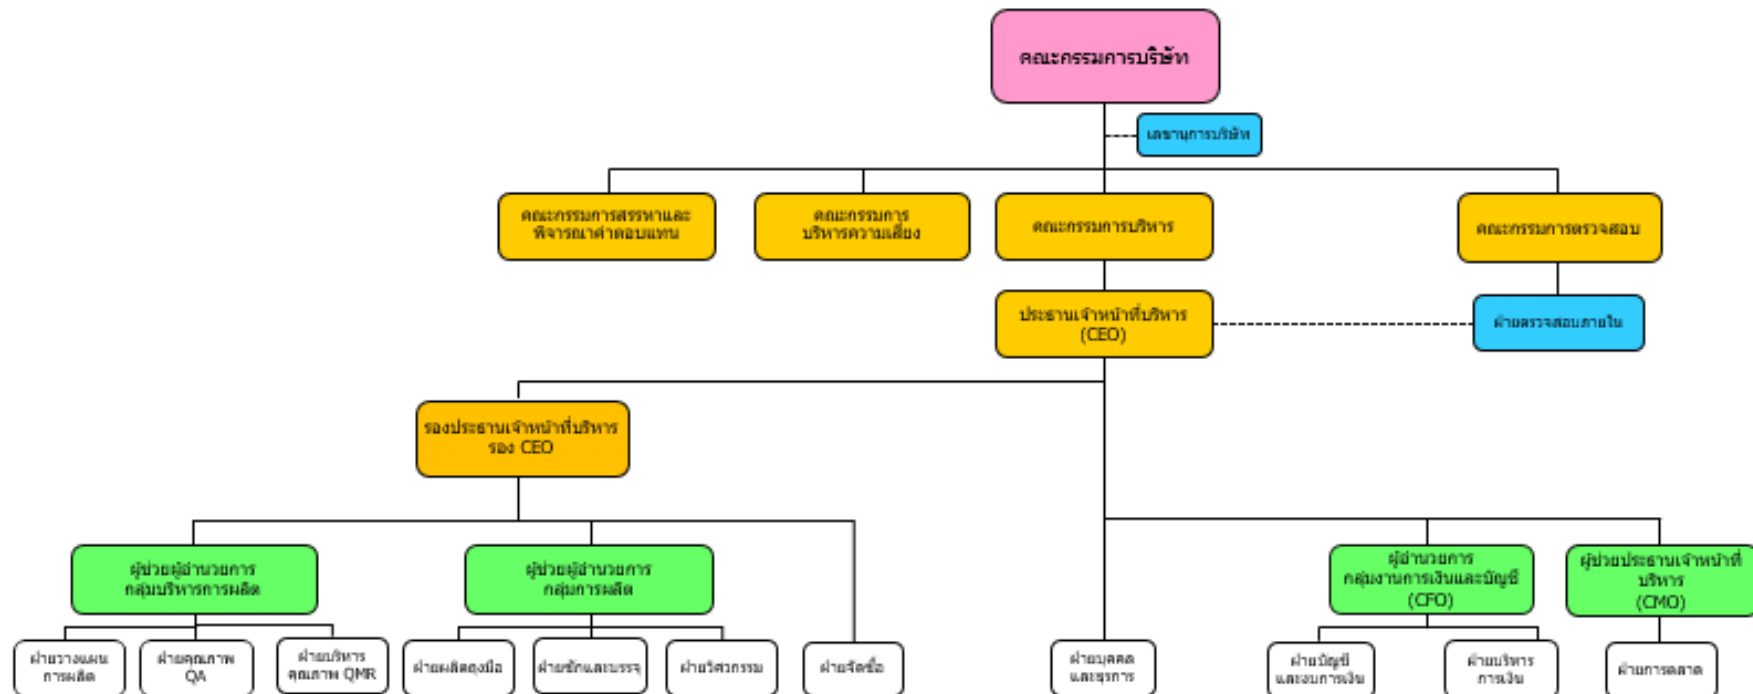 คณะกรรมการบริษัท
เลขานุการบริษัท
คณะกรรมการสรรหาและ
พิจารณาค่าตอบแทน
คณะกรรมการ
บริหารความเสี่ยง
คณะกรรมการบริหาร
คณะกรรมการตรวจสอบ
ประธานเจ้าหน้าที่บริหาร
(CEO)
ฝ่ายตรวจสอบภายใน
รองประธานเจ้าหน้าที่บริหาร
รอง CEO
ผู้ช่วยผู้อำนวยการ
กลุ่มบริหารการผลิต
ผู้ช่วยผู้อำนวยการ
กลุ่มการผลิต
ผู้อำนวยการ
กลุ่มงานการเงินและบัญชี
(CFO)
ผู้ช่วยประธานเจ้าหน้าที่
บริหาร
(CMO)
ฝ่ายวางแผน
การผลิต
ฝ่ายคุณภาพ
QA
ฝ่ายบริหาร
คุณภาพ QMR
ฝ่ายผลิตถุงมือ
ฝ่ายซักและบรรจุ
ฝ่ายวิศวกรรม
ฝ่ายจัดซื้อ
ฝ่ายบุคคล
และธุรการ
ฝ่ายบัญชี
และงบการเงิน
ฝ่ายบริหาร
การเงิน
ฝ่ายการตลาด